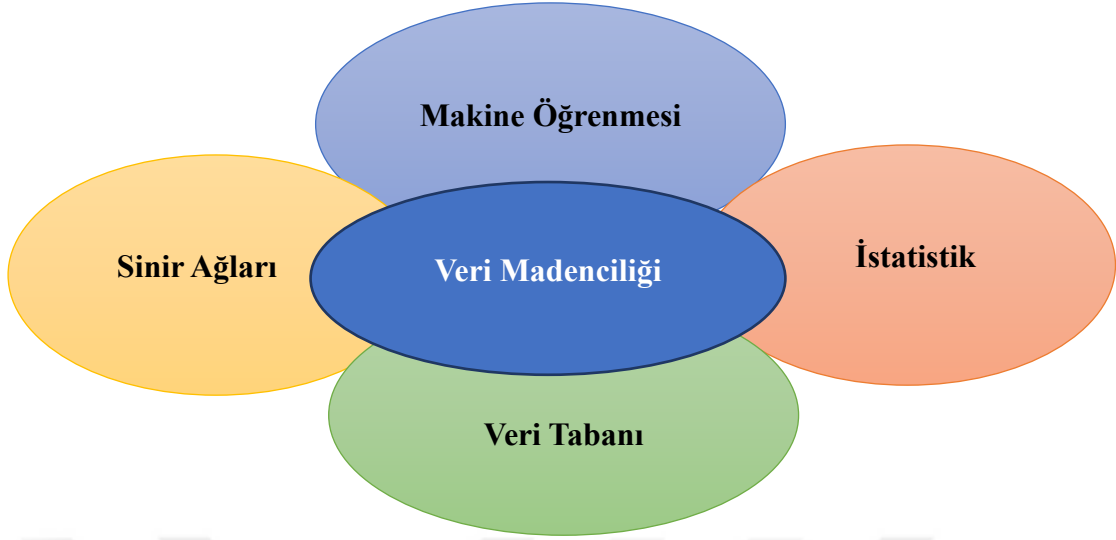 Makine Öğrenmesi
Sinir Ağları
Veri Madenciliği
İstatistik
Veri Tabanı